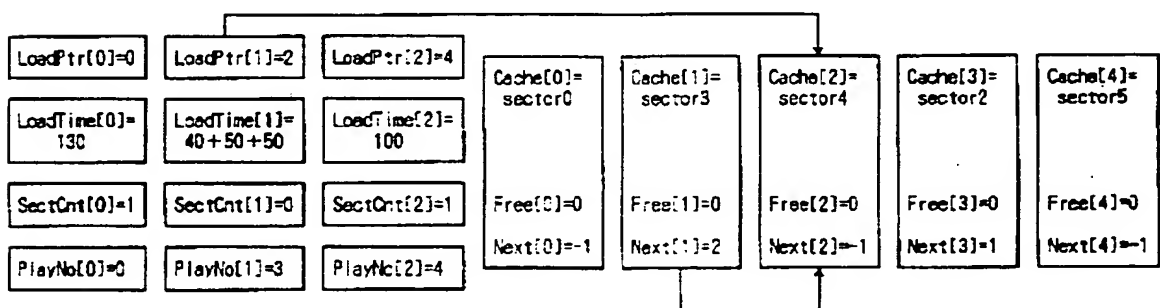 LoadPtr[0]=0
LoadPtr[1]=2
LoadPtr[2]=4
LoadTime[0]=
130
LoadTime[1]=
40+50+50
LoadTime[2]=
100
SectCnt[0]=1
SectCnt[1]=0
SectCnt[2]=1
PlayNo[0]=0
PlayNo[1]=3
PlayNo[2]=4
Cache[0]=
sector0
Free[0]=0
Next[0]=-1
Cache[1]=
sector3
Free[1]=0
Next[1]=2
Cache[2]=
sector4
Free[2]=0
Next[2]=-1
Cache[3]=
sector2
Free[3]=0
Next[3]=1
Cache[4]=
sector5
Free[4]=0
Next[4]=-1